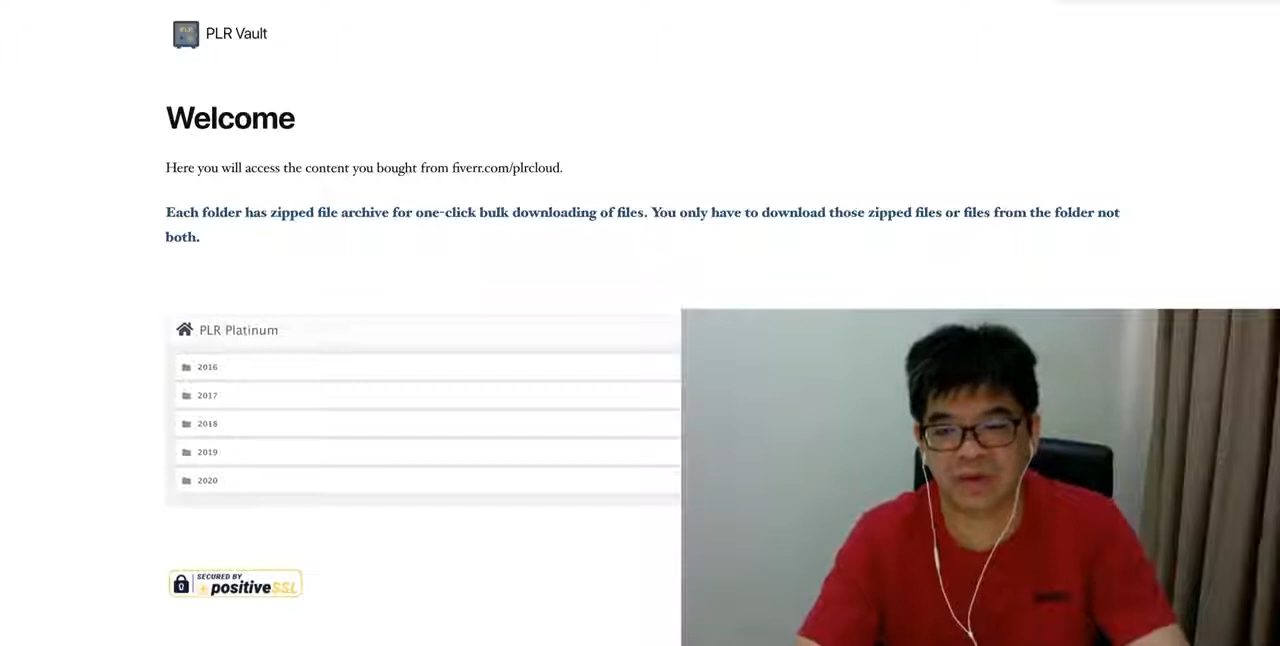 PLR
PLR Vault
Welcome
Here you will access the content you bought from fiverr.com/plrcloud.
Each folder has zipped file archive for one-click bulk downloading of files. You only have to download those zipped files or files from the folder not
both.
PLR Platinum
2016
2017
2018
2019
2020
SECURED BY
positiveSSL